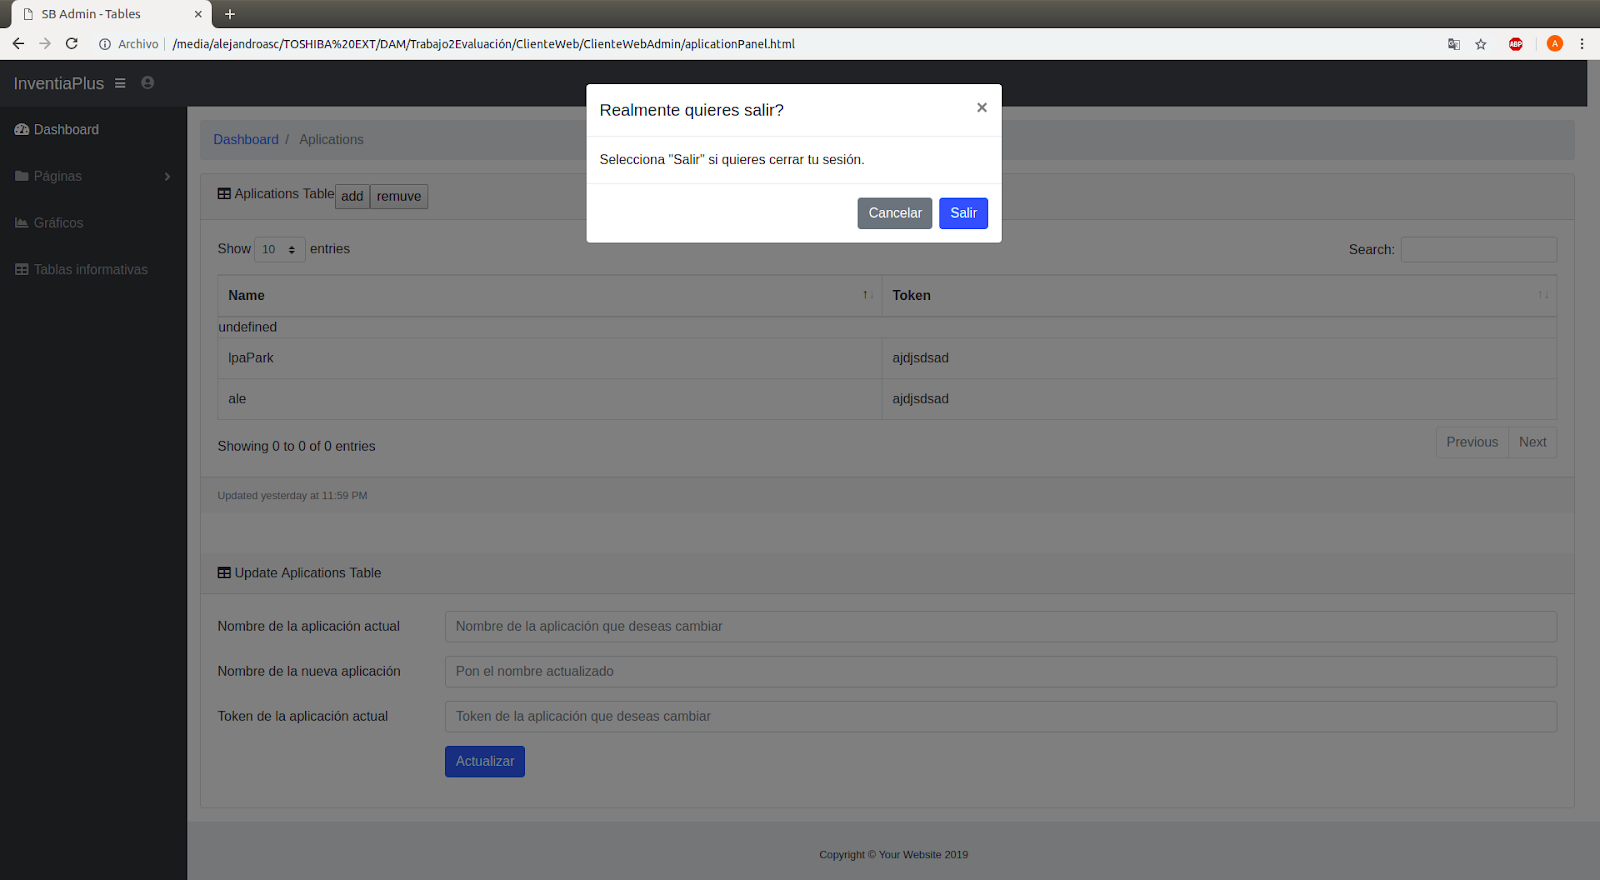 SB Admin - Tables
Archivo /media/alejandroasc/TOSHIBA%20EXT/DAM/Trabajo2Evaluación/ClienteWeb/ClienteWebAdmin/aplicationPanel.html
ABP
A
InventiaPlus
Realmente quieres salir? ×
Selecciona "Salir" si quieres cerrar tu sesión.
Cancelar Salir
Dashboard
Páginas
Gráficos
Tablas informativas
Dashboard / Aplications
Aplications Table add remuve
Show 10 entries
Search:
Name Token
undefined
lpaPark ajdjsdsad
ale ajdjsdsad
Showing 0 to 0 of 0 entries
Previous Next
Updated yesterday at 11:59 PM
Update Aplications Table
Nombre de la aplicación actual Nombre de la aplicación que deseas cambiar
Nombre de la nueva aplicación Pon el nombre actualizado
Token de la aplicación actual Token de la aplicación que deseas cambiar
Actualizar
Copyright © Your Website 2019